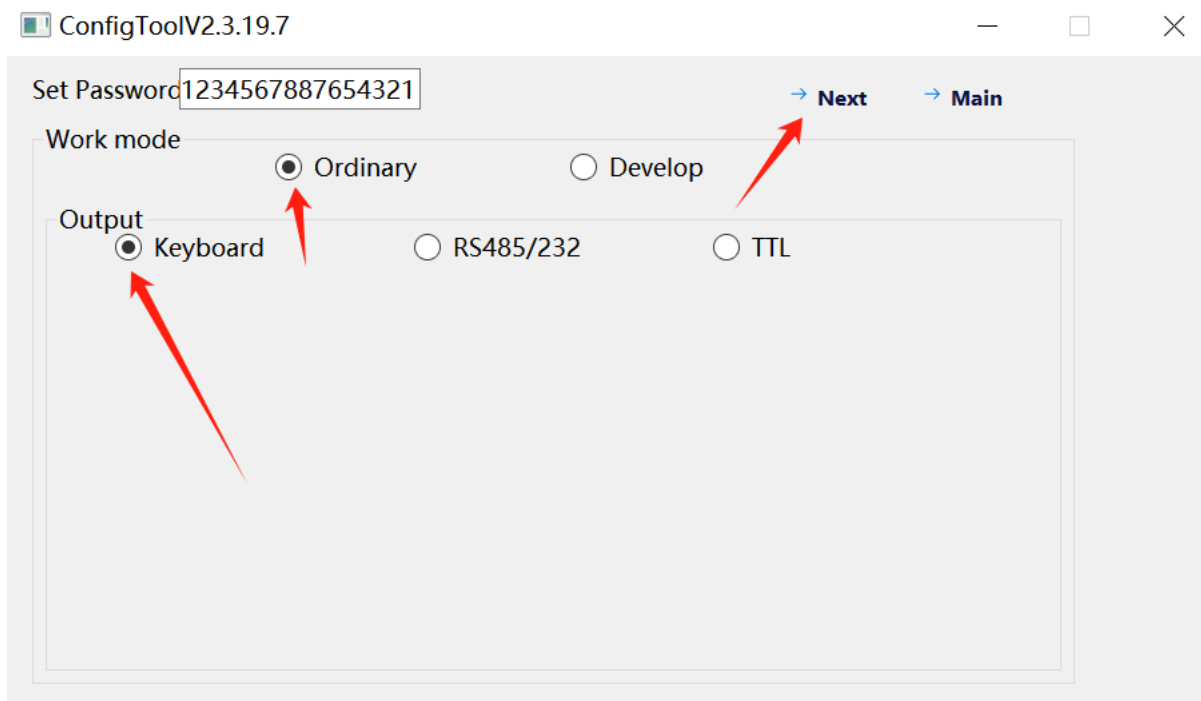 ConfigToolV2.3.19.7
Set Password 1234567887654321
Next Main
Work mode
Ordinary Develop
Output
Keyboard RS485/232 TTL